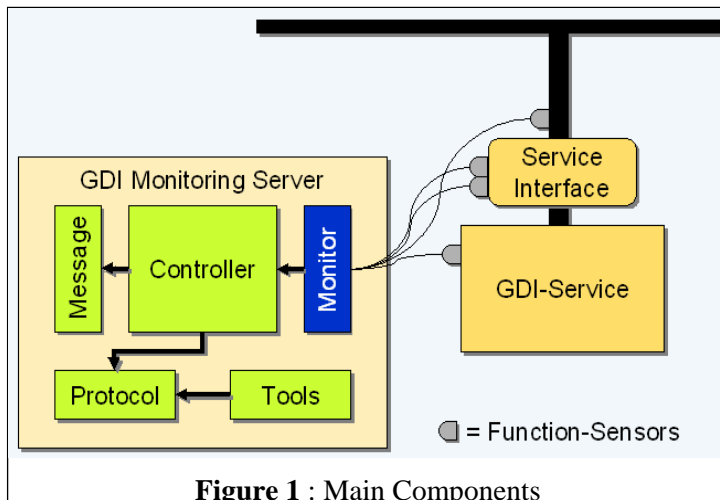 Service
Interface
GDI Monitoring Server
Message
Controller
Monitor
GDI-Service
Protocol
Tools
= Function-Sensors
Figure 1 : Main Components